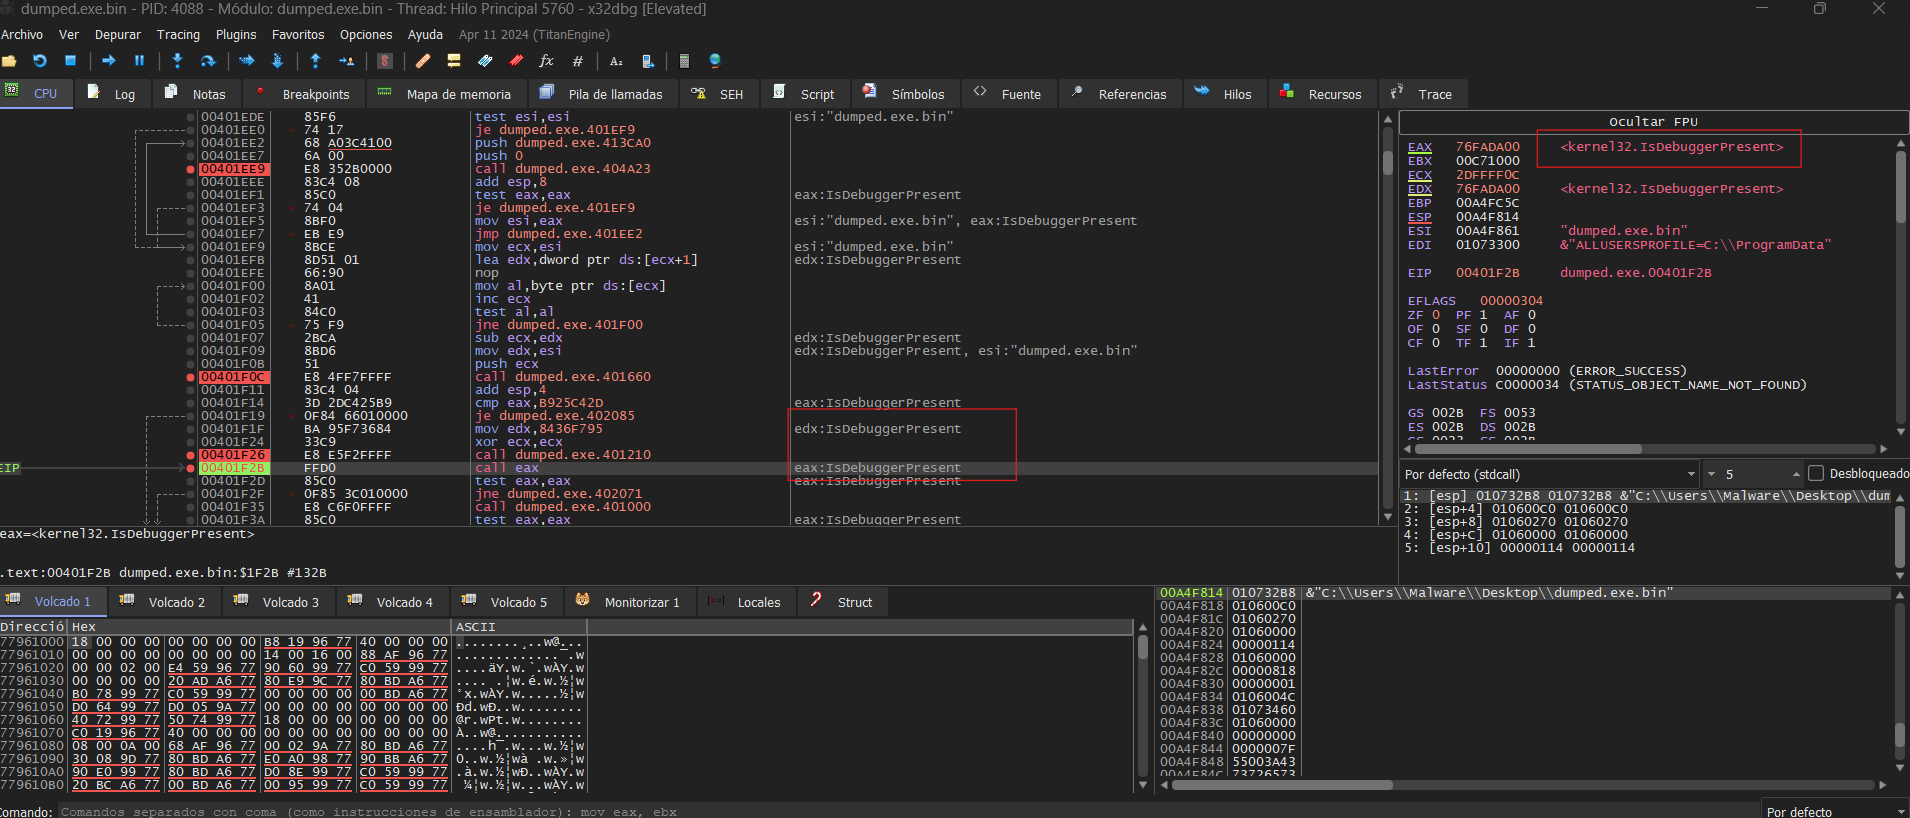 dumped.exe.bin - PID: 4088 - Módulo: dumped.exe.bin - Thread: Hilo Principal 5760 - x32dbg [Elevated]
Archivo Ver Depurar Tracing Plugins Favoritos Opciones Ayuda Apr 11 2024 (TitanEngine)
CPU Log Notas Breakpoints Mapa de memoria Pila de llamadas SEH Script Símbolos Fuente Referencias Hilos Recursos Trace
00401EDE 85F6 test esi,esi esi:"dumped.exe.bin"
00401EE0 74 17 je dumped.exe.401EF9
00401EE2 68 A03C4100 push dumped.exe.413CA0
00401EE7 6A 00 push 0
00401EE9 E8 352B0000 call dumped.exe.404A23
00401EEE 83C4 08 add esp,8
00401EF1 85C0 test eax,eax eax:IsDebuggerPresent
00401EF3 74 04 je dumped.exe.401EF9
00401EF5 8BF0 mov esi,eax esi:"dumped.exe.bin", eax:IsDebuggerPresent
00401EF7 EB E9 jmp dumped.exe.401EE2
00401EF9 8BCE mov ecx,esi esi:"dumped.exe.bin"
00401EFB 8D51 01 lea edx,dword ptr ds:[ecx+1] edx:IsDebuggerPresent
00401EFE 66:90 nop
00401F00 8A01 mov al,byte ptr ds:[ecx]
00401F02 41 inc ecx
00401F03 84C0 test al,al
00401F05 75 F9 jne dumped.exe.401F00
00401F07 2BCA sub ecx,edx edx:IsDebuggerPresent
00401F09 8BD6 mov edx,esi edx:IsDebuggerPresent, esi:"dumped.exe.bin"
00401F0B 51 push ecx
00401F0C E8 4FF7FFFF call dumped.exe.401660
00401F11 83C4 04 add esp,4
00401F14 3D 2DC425B9 cmp eax,B925C42D eax:IsDebuggerPresent
00401F19 0F84 66010000 je dumped.exe.402085
00401F1F BA 95F73684 mov edx,8436F795 edx:IsDebuggerPresent
00401F24 33C9 xor ecx,ecx
00401F26 E8 E5F2FFFF call dumped.exe.401210
EIP 00401F2B FFD0 call eax eax:IsDebuggerPresent
00401F2D 85C0 test eax,eax eax:IsDebuggerPresent
00401F2F 0F85 3C010000 jne dumped.exe.402071
00401F35 E8 C6F0FFFF call dumped.exe.401000
00401F3A 85C0 test eax,eax eax:IsDebuggerPresent
eax=<kernel32.IsDebuggerPresent>
.text:00401F2B dumped.exe.bin:$1F2B #132B
Ocultar FPU
EAX 76FADA00 <kernel32.IsDebuggerPresent>
EBX 00C71000
ECX 2DFFFF0C
EDX 76FADA00 <kernel32.IsDebuggerPresent>
EBP 00A4FC5C
ESP 00A4F814
ESI 00A4F861 "dumped.exe.bin"
EDI 01073300 &"ALLUSERSPROFILE=C:\\ProgramData"
EIP 00401F2B dumped.exe.00401F2B
EFLAGS 00000304
ZF 0 PF 1 AF 0
OF 0 SF 0 DF 0
CF 0 TF 1 IF 1
LastError 00000000 (ERROR_SUCCESS)
LastStatus C0000034 (STATUS_OBJECT_NAME_NOT_FOUND)
GS 002B FS 0053
ES 002B DS 002B
Por defecto (stdcall) 5 Desbloqueado
1: [esp] 010732B8 010732B8 &"C:\\Users\\Malware\\Desktop\\dum
2: [esp+4] 010600C0 010600C0
3: [esp+8] 01060270 01060270
4: [esp+C] 01060000 01060000
5: [esp+10] 00000114 00000114
Volcado 1 Volcado 2 Volcado 3 Volcado 4 Volcado 5 Monitorizar 1 Locales Struct
Direcció Hex ASCII
77961000 18 00 00 00 00 00 00 00 B8 19 96 77 40 00 00 00
77961010 00 00 00 00 00 00 00 00 14 00 16 00 88 AF 96 77
77961020 00 00 02 00 E4 59 96 77 90 60 99 77 C0 59 99 77
77961030 00 00 00 00 20 AD A6 77 80 E9 9C 77 80 BD A6 77
77961040 B0 78 99 77 C0 59 99 77 00 00 00 00 00 BD A6 77
77961050 D0 64 99 77 D0 05 9A 77 00 00 00 00 00 00 00 00
77961060 40 72 99 77 50 74 99 77 18 00 00 00 00 00 00 00
77961070 C0 19 96 77 40 00 00 00 00 00 00 00 00 00 00 00
77961080 08 00 0A 00 68 AF 96 77 00 02 9A 77 80 BD A6 77
77961090 30 08 9D 77 80 BD A6 77 E0 A0 98 77 90 BB A6 77
779610A0 90 E0 99 77 80 BD A6 77 D0 8E 99 77 C0 59 99 77
779610B0 20 BC A6 77 00 BD A6 77 00 95 99 77 C0 59 99 77
00A4F814 010732B8 &"C:\\Users\\Malware\\Desktop\\dumped.exe.bin"
00A4F818 010600C0
00A4F81C 01060270
00A4F820 01060000
00A4F824 00000114
00A4F828 01060000
00A4F82C 00000818
00A4F830 00000001
00A4F834 0106004C
00A4F838 01073460
00A4F83C 01060000
00A4F840 00000000
00A4F844 0000007F
00A4F848 55003A43
00A4F84C 73726573
Comando: Comandos separados con coma (como instrucciones de ensamblador): mov eax, ebx Por defecto